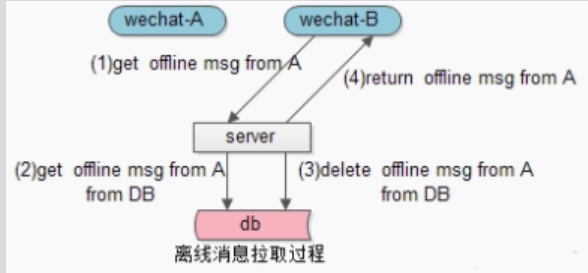 wechat-A
wechat-B
(1)get offline msg from A
(4)return offline msg from A
server
(2)get offline msg from A
from DB
(3)delete offline msg from A
from DB
db
离线消息拉取过程